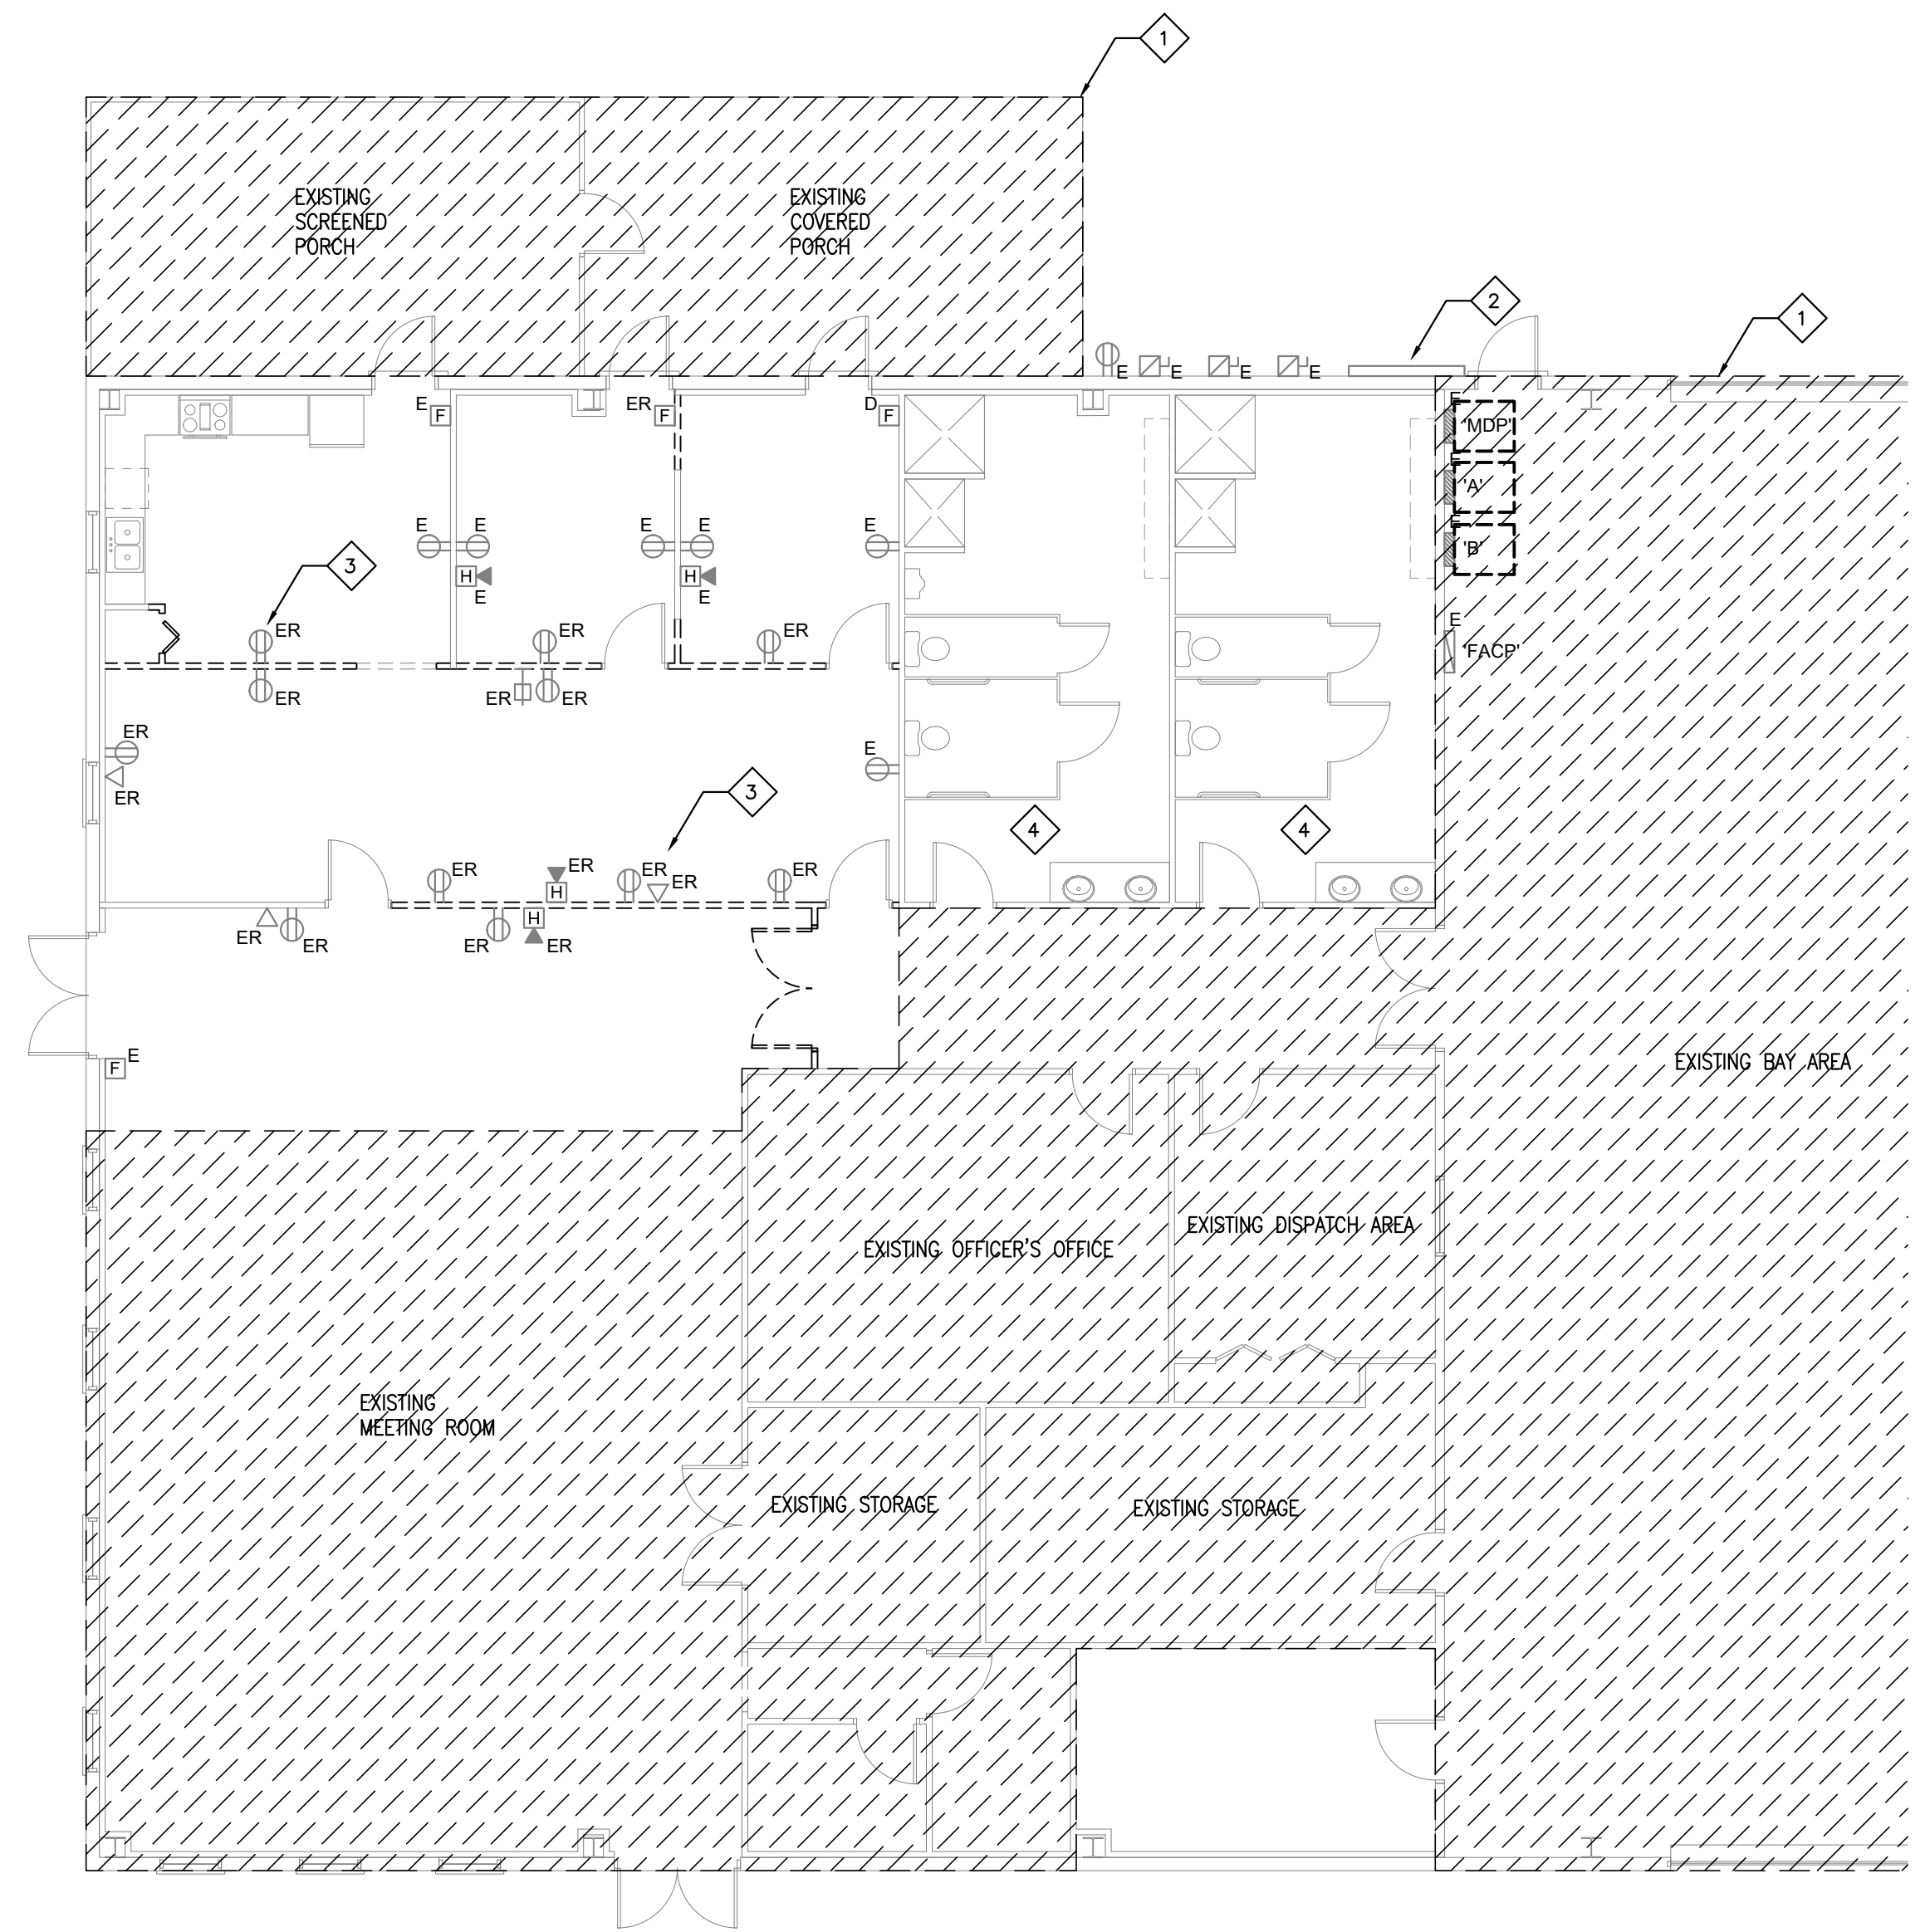 1
EXISTING
SCREENED
PORCH
EXISTING
COVERED
PORCH
2
1
E
E
E
E
E
F
ER
F
D
F
E
'MDP'
E
'A'
E
'B'
E
E
E
E
E
H
E
H
E
3
ER
ER
ER
E
'FACP'
ER
ER
ER
ER
ER
E
3
4
4
ER
ER
H
ER
ER
ER
ER
ER
ER
H
ER
E
F
EXISTING BAY AREA
EXISTING OFFICER'S OFFICE
EXISTING DISPATCH AREA
EXISTING
MEETING ROOM
EXISTING STORAGE
EXISTING STORAGE